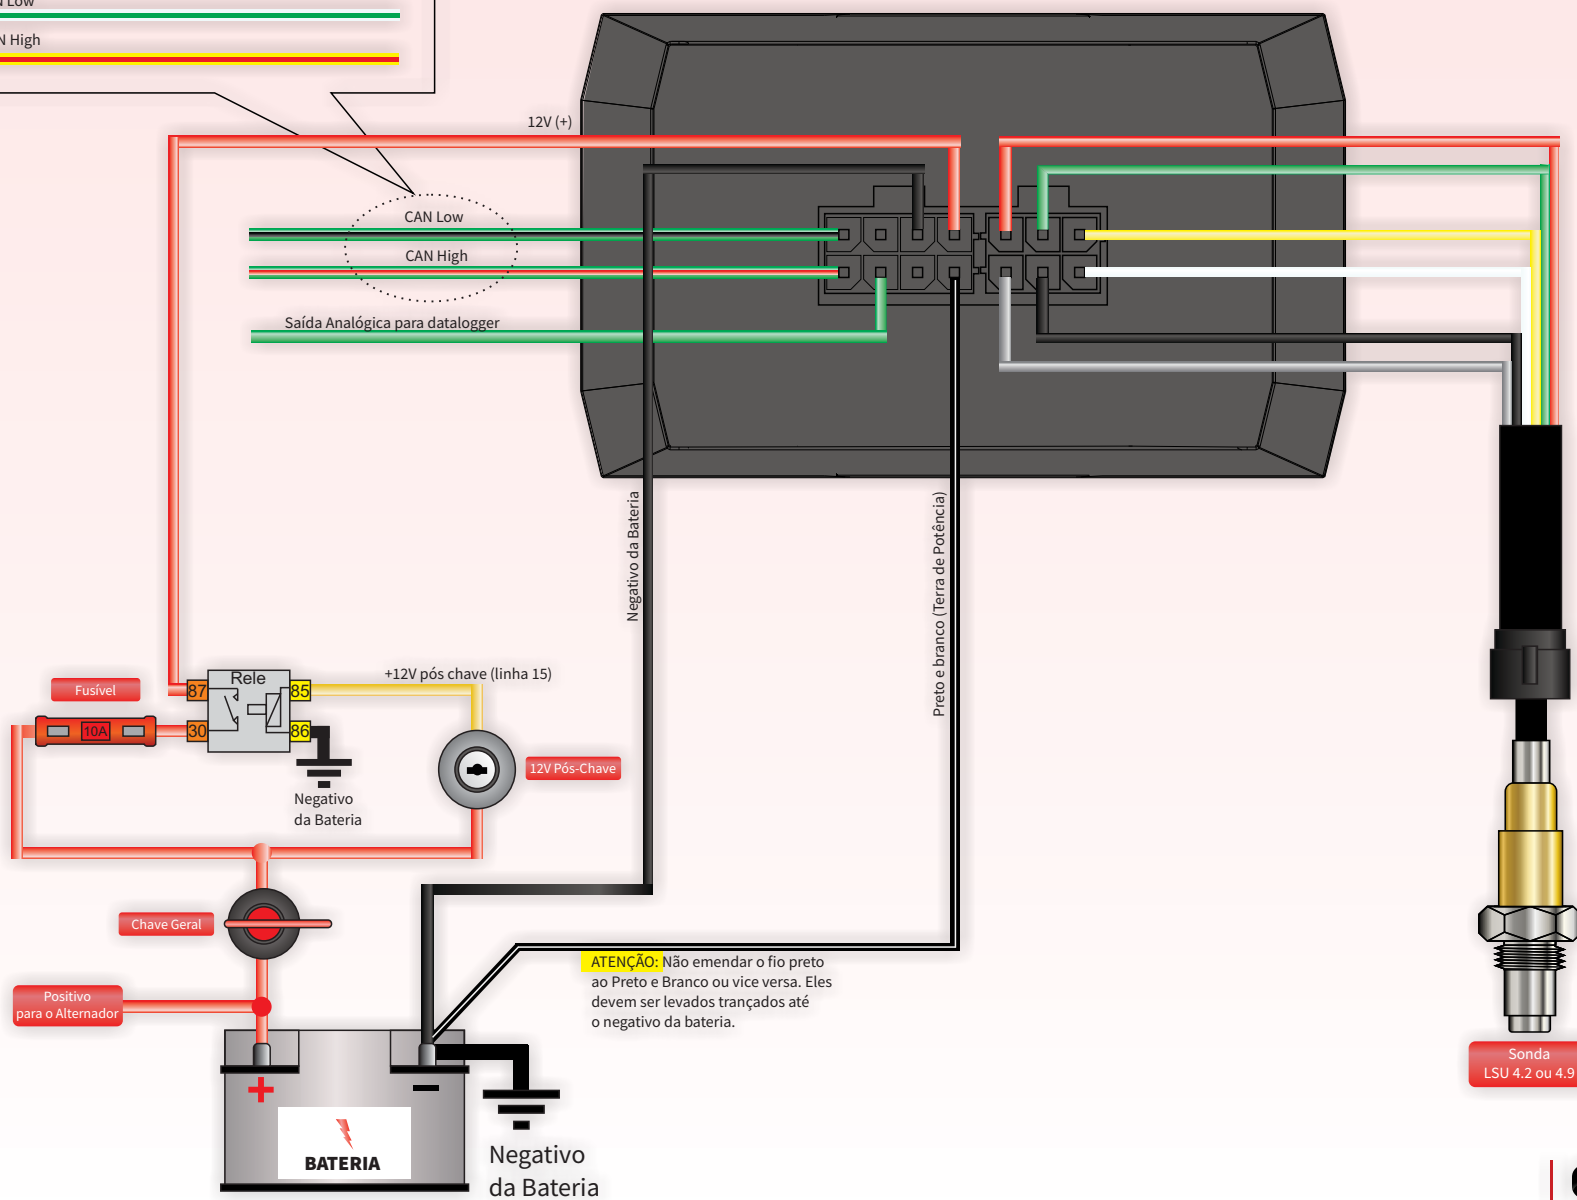 Low
High
12V (+)
CAN Low
CAN High
Saída Analógica para datalogger
Negativo da Bateria
Preto e branco (Terra de Potência)
+12V pós chave (linha 15)
Fusível
Rele
87
85
10A
30
86
12V Pós-Chave
Negativo
da Bateria
Chave Geral
ATENÇÃO: Não emendar o fio preto
ao Preto e Branco ou vice versa. Eles
devem ser levados trançados até
o negativo da bateria.
Positivo
para o Alternador
+
-
Sonda
LSU 4.2 ou 4.9
BATERIA
Negativo
da Bateria